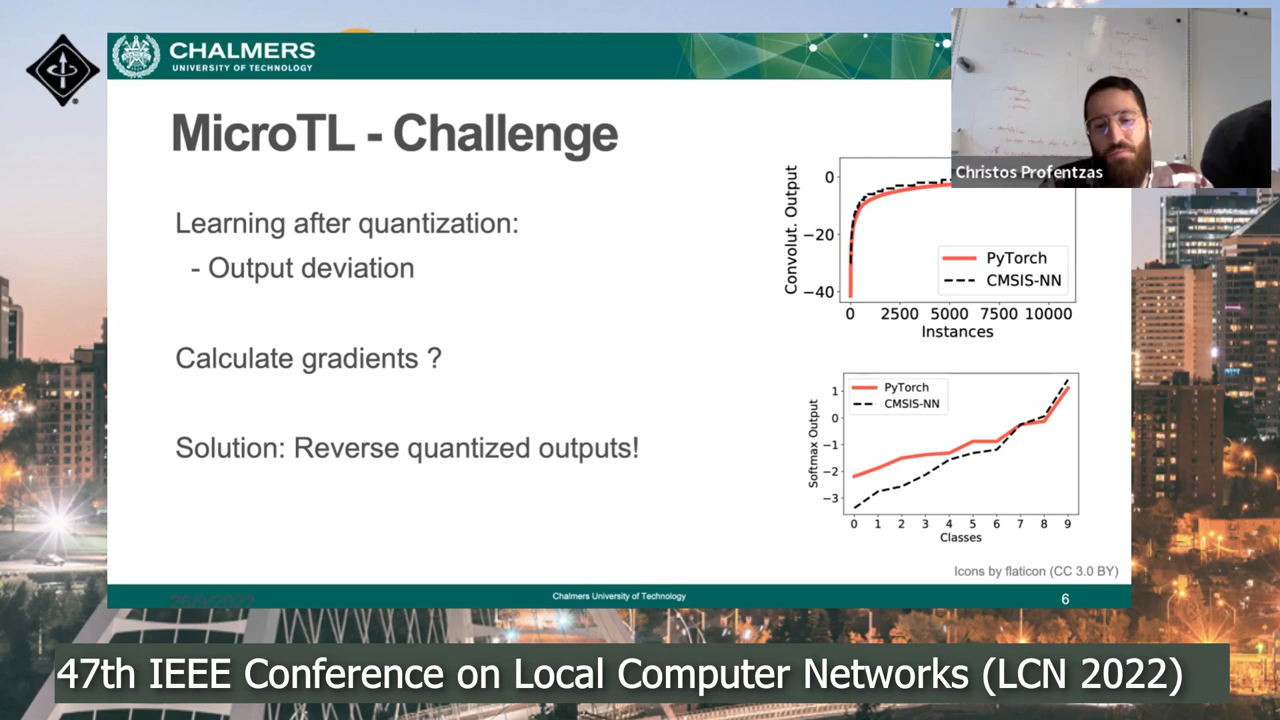 CHALMERS
UNIVERSITY OF TECHNOLOGY
MicroTL - Challenge
Learning after quantization:
- Output deviation
Calculate gradients ?
Solution: Reverse quantized outputs!
Christos Profentzas
Convolut. Output
0
−20
−40
PyTorch
CMSIS-NN
0 2500 5000 7500 10000
Instances
Softmax Output
1
0
−1
−2
−3
PyTorch
CMSIS-NN
0 1 2 3 4 5 6 7 8 9
Classes
Icons by flaticon (CC 3.0 BY)
26/9/2022
Chalmers University of Technology
6
47th IEEE Conference on Local Computer Networks (LCN 2022)